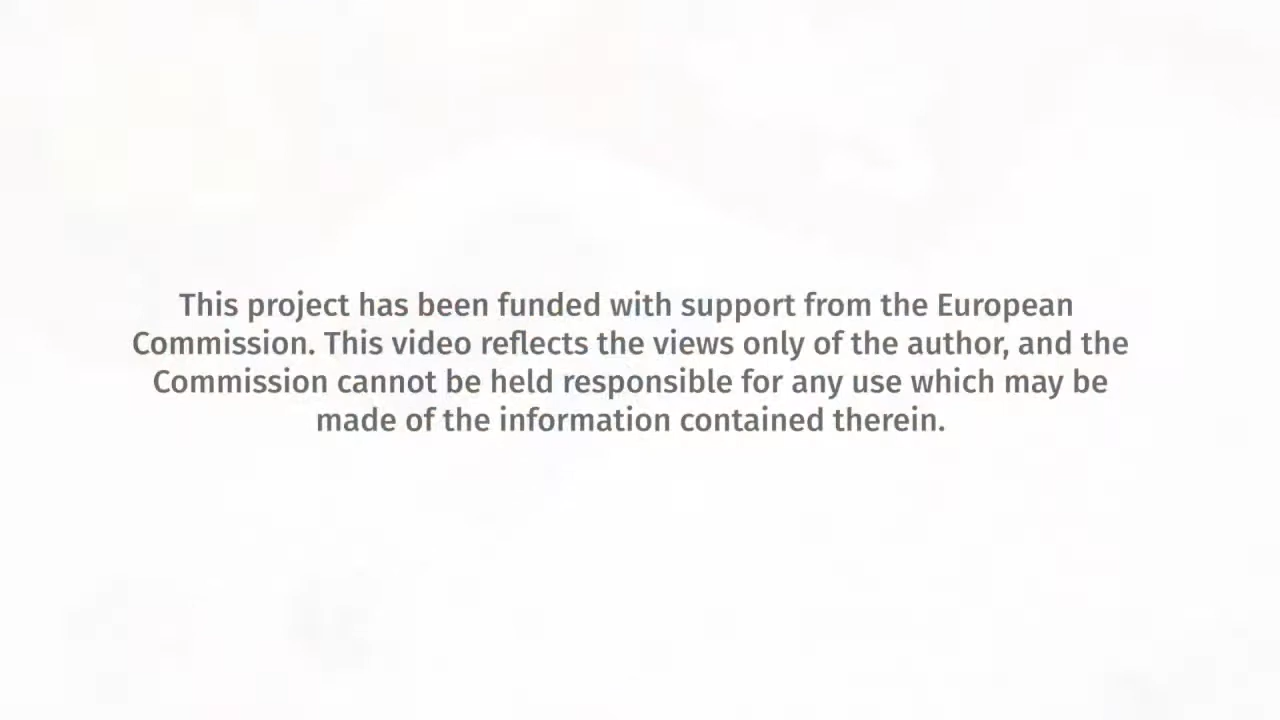 This project has been funded with support from the European
Commission. This video reflects the views only of the author, and the
Commission cannot be held responsible for any use which may be
made of the information contained therein.